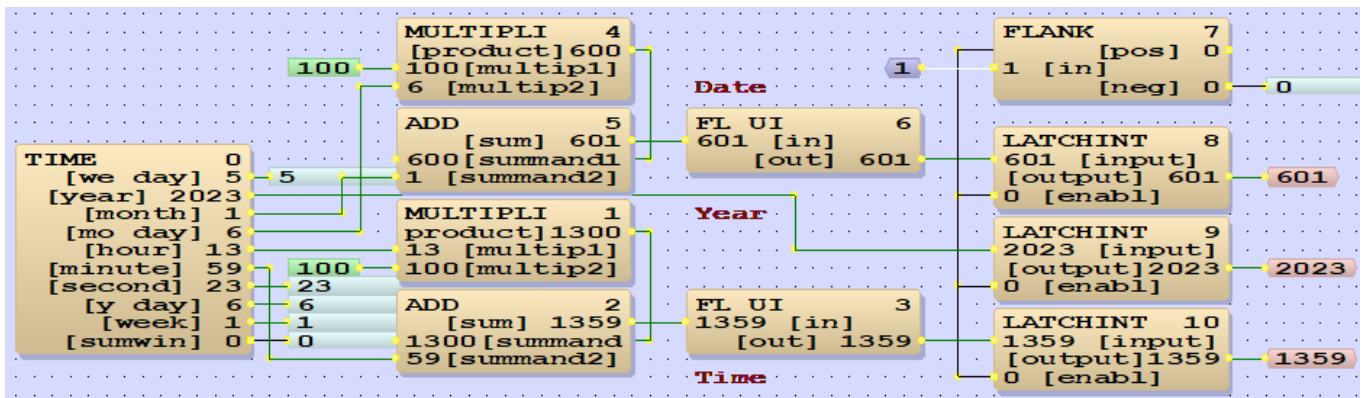 MULTIPLI 4
[product]600
100[multip1]
6 [multip2]
100
ADD 5
[sum] 601
600[summand1
1 [summand2]
TIME 0
[we day] 5
[year] 2023
[month] 1
[mo day] 6
[hour] 13
[minute] 59
[second] 23
[y day] 6
[week] 1
[sumwin] 0
5
MULTIPLI 1
product]1300
13 [multip1]
100[multip2]
100
23
6
1
0
ADD 2
[sum] 1359
1300[summand
59[summand2]
Date
FL UI 6
601 [in]
[out] 601
Year
FL UI 3
1359 [in]
[out] 1359
Time
1
FLANK 7
[pos] 0
1 [in]
[neg] 0
0
LATCHINT 8
601 [input]
[output] 601
0 [enabl]
601
LATCHINT 9
2023 [input]
[output]2023
0 [enabl]
2023
LATCHINT 10
1359 [input]
[output]1359
0 [enabl]
1359